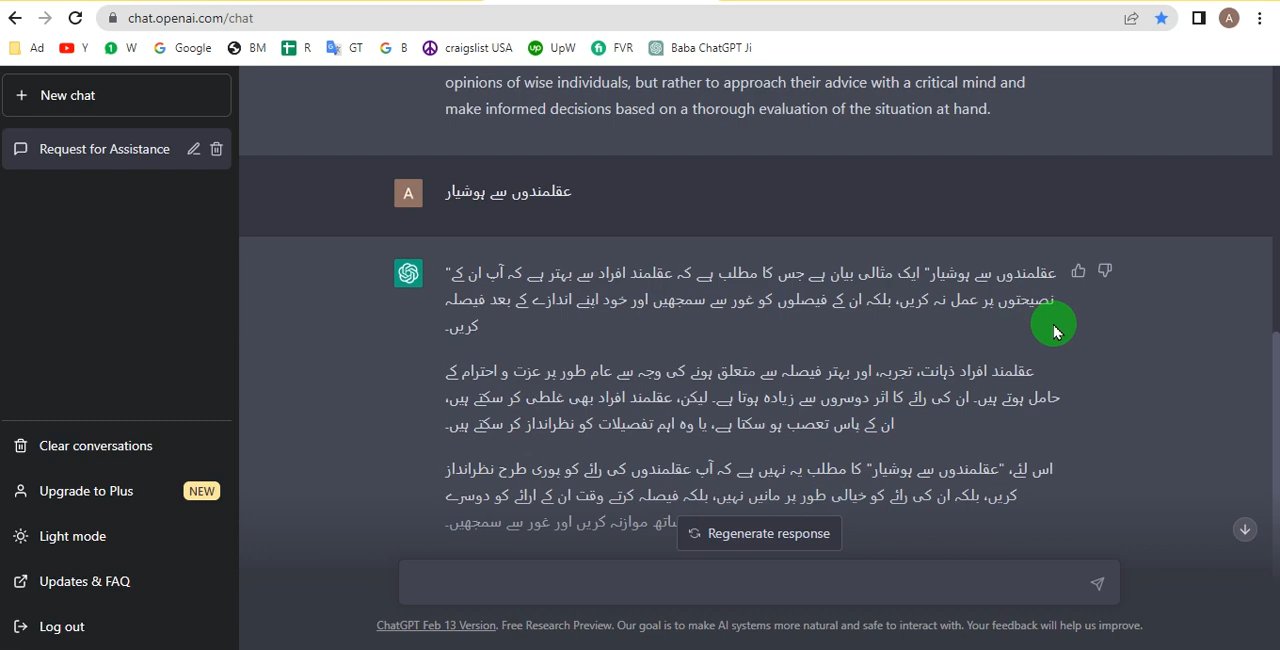 chat.openai.com/chat
Ad Y W Google BM R GT B craigslist USA UpW FVR Baba ChatGPT Ji
New chat
Request for Assistance
opinions of wise individuals, but rather to approach their advice with a critical mind and
make informed decisions based on a thorough evaluation of the situation at hand.
A
عقلمندوں سے ہوشیار
عقلمندوں سے ہوشیار" ایک مثالی بیان ہے جس کا مطلب ہے کہ عقلمند افراد سے بہتر ہے کہ آپ ان کے"
نصیحتوں پر عمل نہ کریں، بلکہ ان کے فیصلوں کو غور سے سمجھیں اور خود اپنے اندازے کے بعد فیصلہ
کریں۔
عقلمند افراد ذہانت، تجربہ، اور بہتر فیصلہ سے متعلق ہونے کی وجہ سے عام طور پر عزت و احترام کے
حامل ہوتے ہیں۔ ان کی رائے کا اثر دوسروں سے زیادہ ہوتا ہے۔ لیکن، عقلمند افراد بھی غلطی کر سکتے ہیں،
ان کے پاس تعصب ہو سکتا ہے، یا وہ اہم تفصیلات کو نظرانداز کر سکتے ہیں۔
اس لئے، "عقلمندوں سے ہوشیار" کا مطلب یہ نہیں ہے کہ آپ عقلمندوں کی رائے کو پوری طرح نظرانداز
کریں، بلکہ ان کی رائے کو خیالی طور پر مانیں نہیں، بلکہ فیصلہ کرتے وقت ان کے ارائے کو دوسرے
ساتھ موازنہ کریں اور غور سے سمجھیں۔
Regenerate response
Clear conversations
Upgrade to Plus NEW
Light mode
Updates & FAQ
Log out
ChatGPT Feb 13 Version. Free Research Preview. Our goal is to make AI systems more natural and safe to interact with. Your feedback will help us improve.